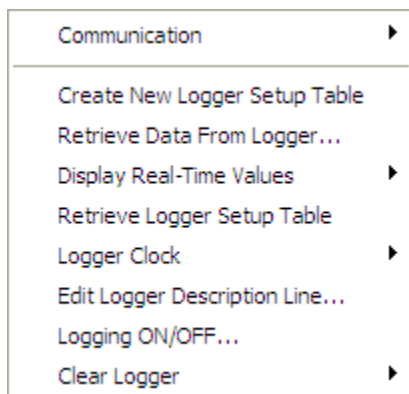 Communication
Create New Logger Setup Table
Retrieve Data From Logger...
Display Real-Time Values
Retrieve Logger Setup Table
Logger Clock
Edit Logger Description Line...
Logging ON/OFF...
Clear Logger